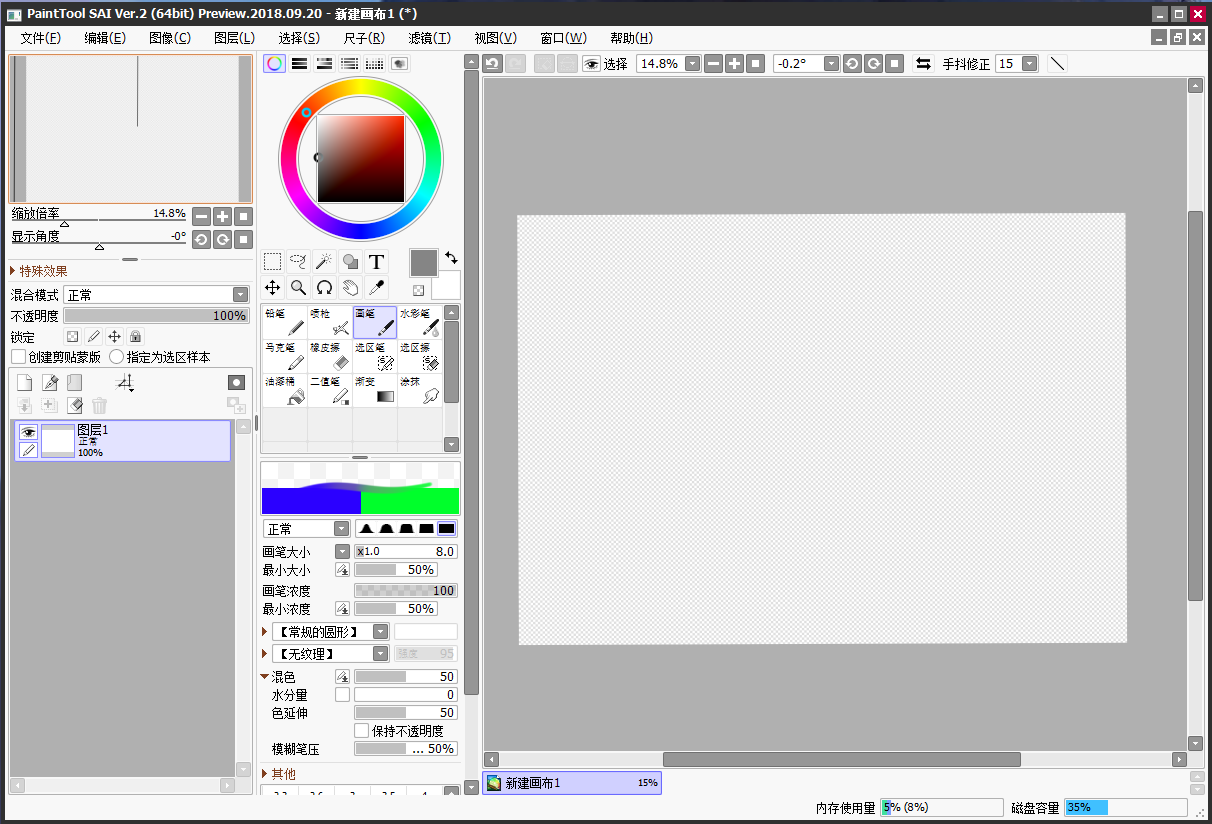 PaintTool SAI Ver.2 (64bit) Preview.2018.09.20 - 新建画布1 (*)
文件(F) 编辑(E) 图像(C) 图层(L) 选择(S) 尺子(R) 滤镜(T) 视图(V) 窗口(W) 帮助(H)
选择 14.8% -0.2° 手抖修正 15
缩放倍率 14.8%
显示角度 -0°
特殊效果
混合模式 正常
不透明度 100%
锁定
创建剪贴蒙版 指定为选区样本
图层1
正常
100%
T
铅笔 喷枪 画笔 水彩笔
马克笔 橡皮擦 选区笔 选区擦
油漆桶 二值笔 渐变 涂抹
正常
画笔大小 x1.0 8.0
最小大小 50%
画笔浓度 100
最小浓度 50%
【常规的圆形】
【无纹理】 强度 95
混色 50
水分量 0
色延伸 50
保持不透明度
模糊笔压 ... 50%
其他
新建画布1 15%
内存使用量 5% (8%) 磁盘容量 35%